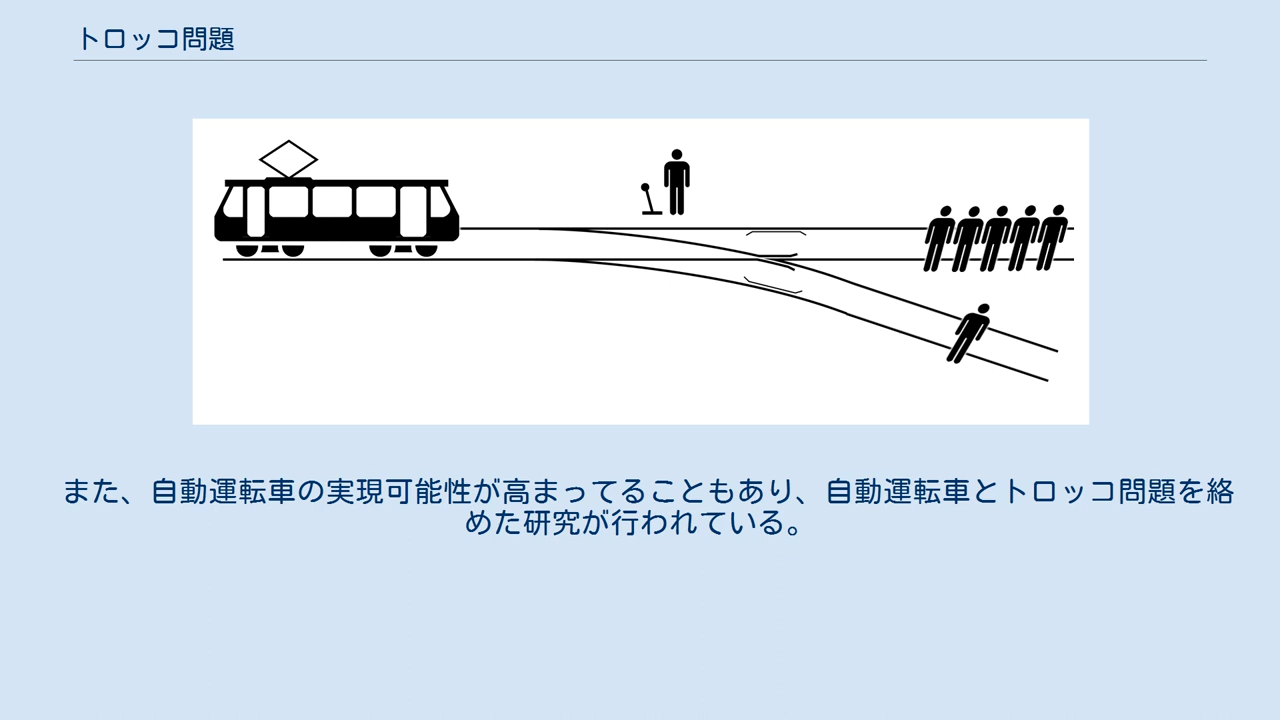 トロッコ問題
また、自動運転車の実現可能性が高まってることもあり、自動運転車とトロッコ問題を絡
めた研究が行われている。